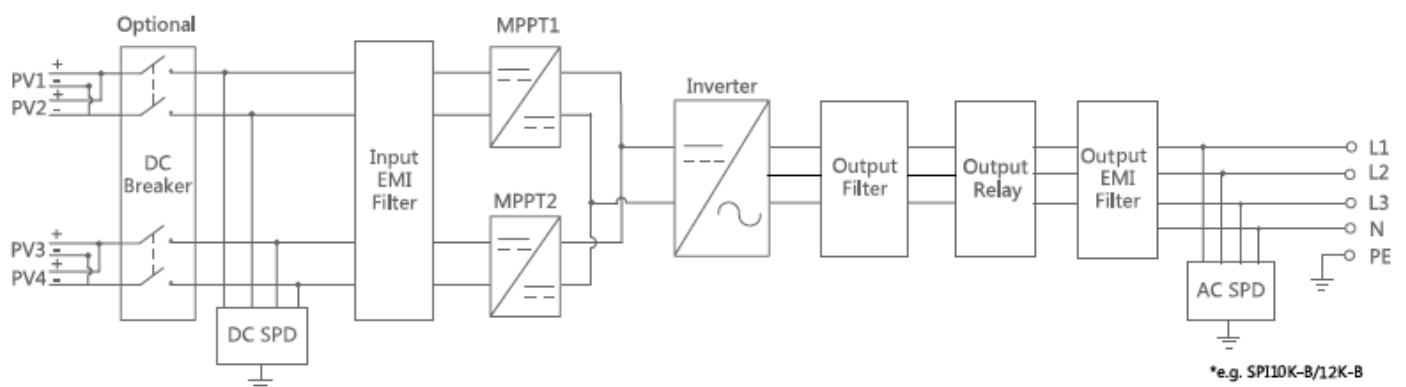 Optional
PV1
+
-
PV2
+
-
DC
Breaker
PV3
+
-
PV4
+
-
DC SPD
Input
EMI
Filter
MPPT1
MPPT2
Inverter
Output
Filter
Output
Relay
Output
EMI
Filter
L1
L2
L3
N
PE
AC SPD
*e.g. SPI10K-B/12K-B